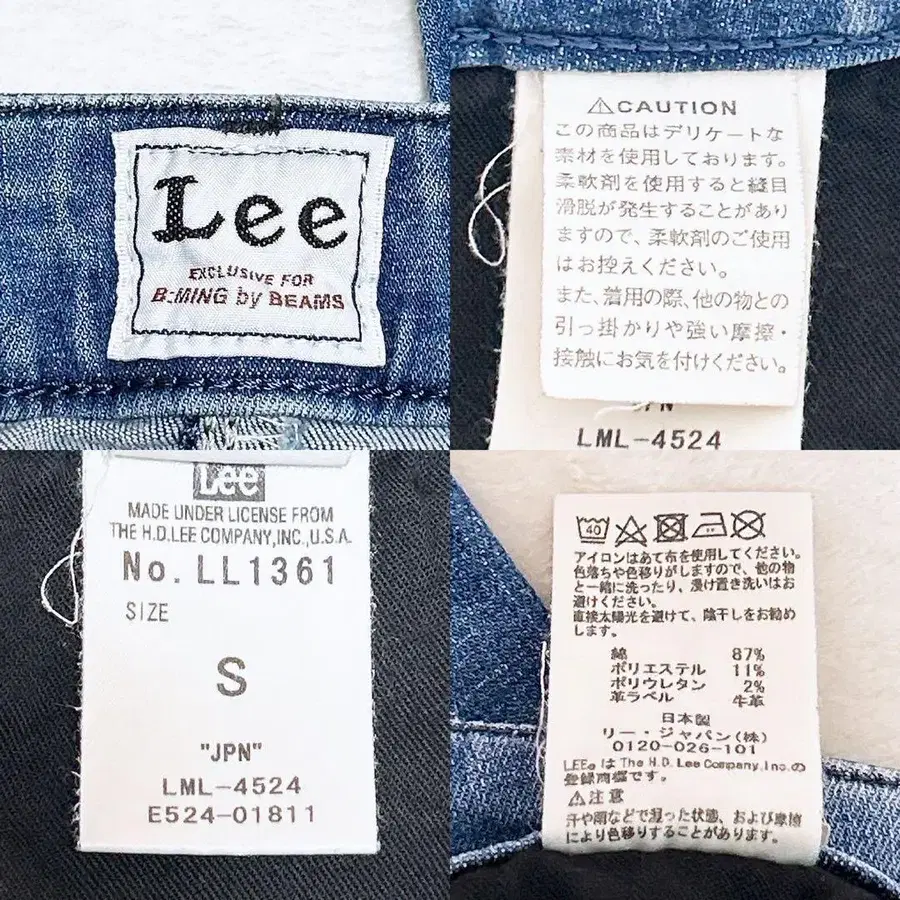 Lee
EXCLUSIVE FOR
B:MING by BEAMS
⚠CAUTION
この商品はデリケートな
素材を使用しております。
柔軟剤を使用すると縫目
滑脱が発生することがあり
ますので、柔軟剤のご使用
はお控えください。
また、着用の際、他の物との
引っ掛かりや強い摩擦・
接触にお気を付けください。
JPN"
LML-4524
Lee
MADE UNDER LICENSE FROM
THE H.D.LEE COMPANY,INC.,U.S.A.
No. LL1361
SIZE
S
"JPN"
LML-4524
E524-01811
40
アイロンはあて布を使用してください。
色落ちや色移りがしますので、他の物
と一緒に洗ったり、浸け置き洗いはお
避けください。
直接太陽光を避けて、陰干しをお勧め
します。
綿 87%
ポリエステル 11%
ポリウレタン 2%
革ラベル 牛革
日本製
リー・ジャパン(株)
0120-026-101
LEE®は The H.D. Lee Company,Inc.の
登録商標です。
⚠注意
汗や雨などで湿った状態、および摩擦
により色移りすることがあります。